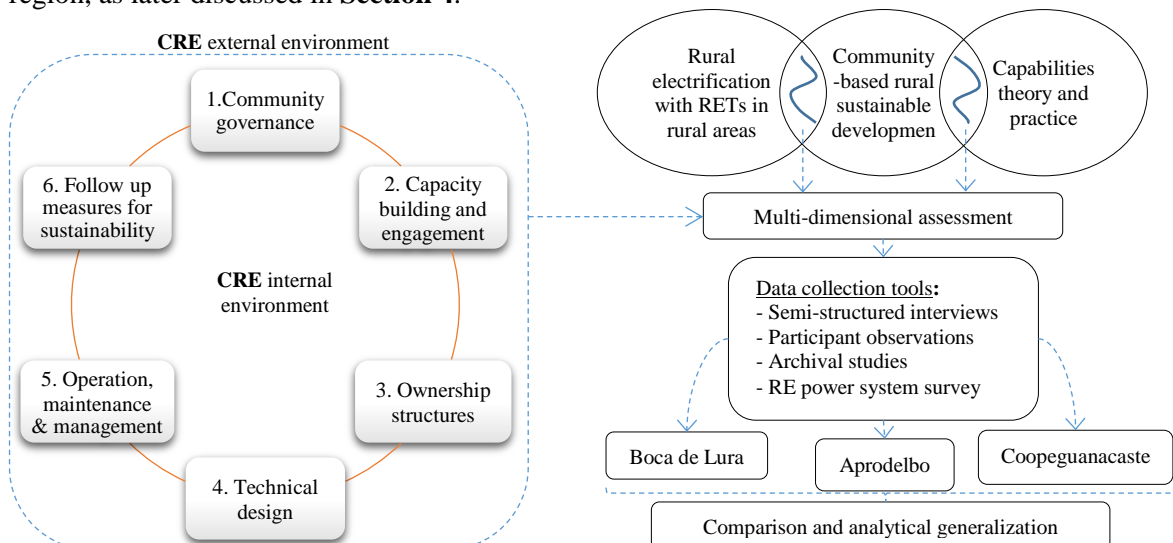 region, as later discussed in Section 4.
CRE external environment
1.Community
governance
2. Capacity
building and
engagement
3. Ownership
structures
4. Technical
design
5. Operation,
maintenance
& management
6. Follow up
measures for
sustainability
CRE internal
environment
Rural
electrification
with RETs in
rural areas
Community
-based rural
sustainable
developmen
Capabilities
theory and
practice
Multi-dimensional assessment
Data collection tools:
- Semi-structured interviews
- Participant observations
- Archival studies
- RE power system survey
Boca de Lura
Aprodelbo
Coopeguanacaste
Comparison and analytical generalization